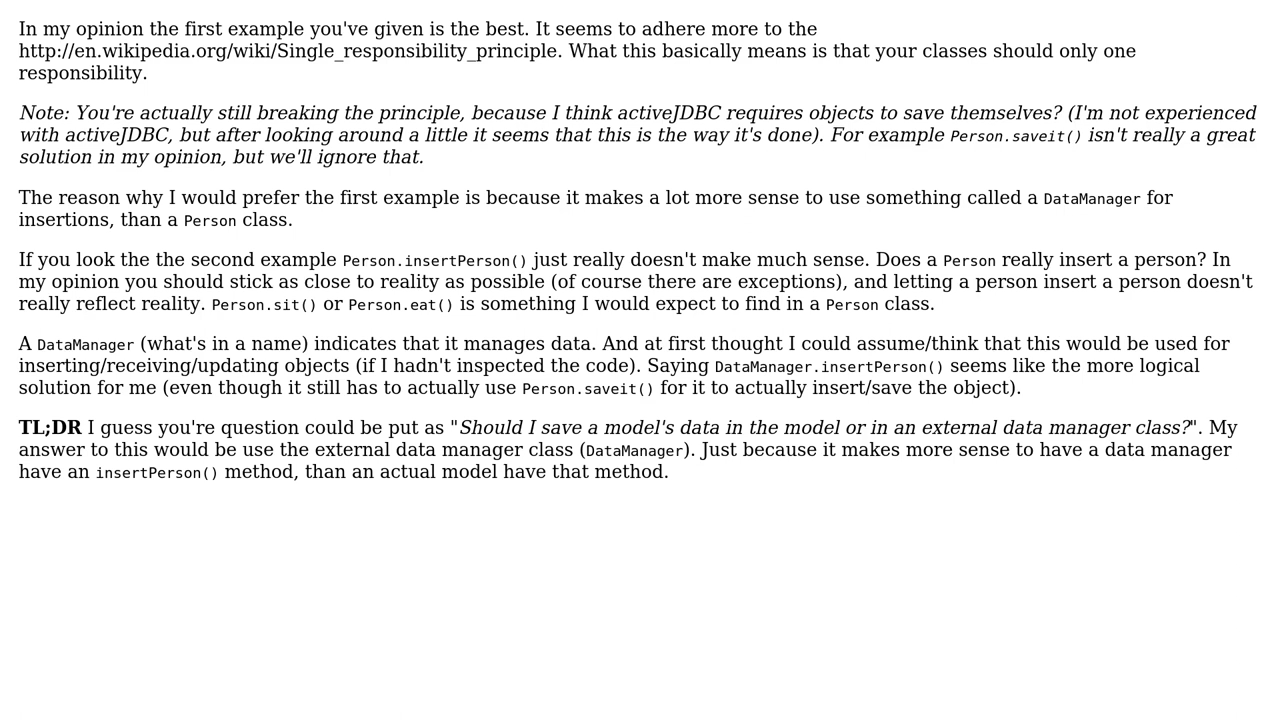 In my opinion the first example you've given is the best. It seems to adhere more to the
http://en.wikipedia.org/wiki/Single_responsibility_principle. What this basically means is that your classes should only one
responsibility.
Note: You're actually still breaking the principle, because I think activeJDBC requires objects to save themselves? (I'm not experienced
with activeJDBC, but after looking around a little it seems that this is the way it's done). For example Person.saveit() isn't really a great
solution in my opinion, but we'll ignore that.
The reason why I would prefer the first example is because it makes a lot more sense to use something called a DataManager for
insertions, than a Person class.
If you look the the second example Person.insertPerson() just really doesn't make much sense. Does a Person really insert a person? In
my opinion you should stick as close to reality as possible (of course there are exceptions), and letting a person insert a person doesn't
really reflect reality. Person.sit() or Person.eat() is something I would expect to find in a Person class.
A DataManager (what's in a name) indicates that it manages data. And at first thought I could assume/think that this would be used for
inserting/receiving/updating objects (if I hadn't inspected the code). Saying DataManager.insertPerson() seems like the more logical
solution for me (even though it still has to actually use Person.saveit() for it to actually insert/save the object).
TL;DR I guess you're question could be put as "Should I save a model's data in the model or in an external data manager class?". My
answer to this would be use the external data manager class (DataManager). Just because it makes more sense to have a data manager
have an insertPerson() method, than an actual model have that method.